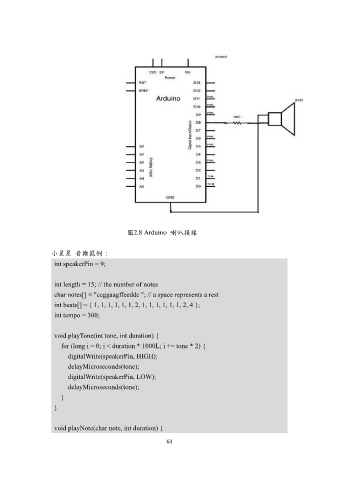 Arduino1
3V3 5V Vin
Power
RST
AREF
Arduino
D13
D12
D11
D10
D9
D8
D7
D6
D5
D4
D3
D2
D1
D0
PWM
Digital Input/Output
Analog Input
A0
A1
A2
A3
A4
A5
GND
圖2.8 Arduino 喇叭接線
小星星 音樂範例：
int speakerPin = 9;
int length = 15; // the number of notes
char notes[] = "ccggaagffeeddc "; // a space represents a rest
int beats[] = { 1, 1, 1, 1, 1, 1, 2, 1, 1, 1, 1, 1, 1, 2, 4 };
int tempo = 300;
void playTone(int tone, int duration) {
for (long i = 0; i < duration * 1000L; i += tone * 2) {
digitalWrite(speakerPin, HIGH);
delayMicroseconds(tone);
digitalWrite(speakerPin, LOW);
delayMicroseconds(tone);
}
}
void playNote(char note, int duration) {
63